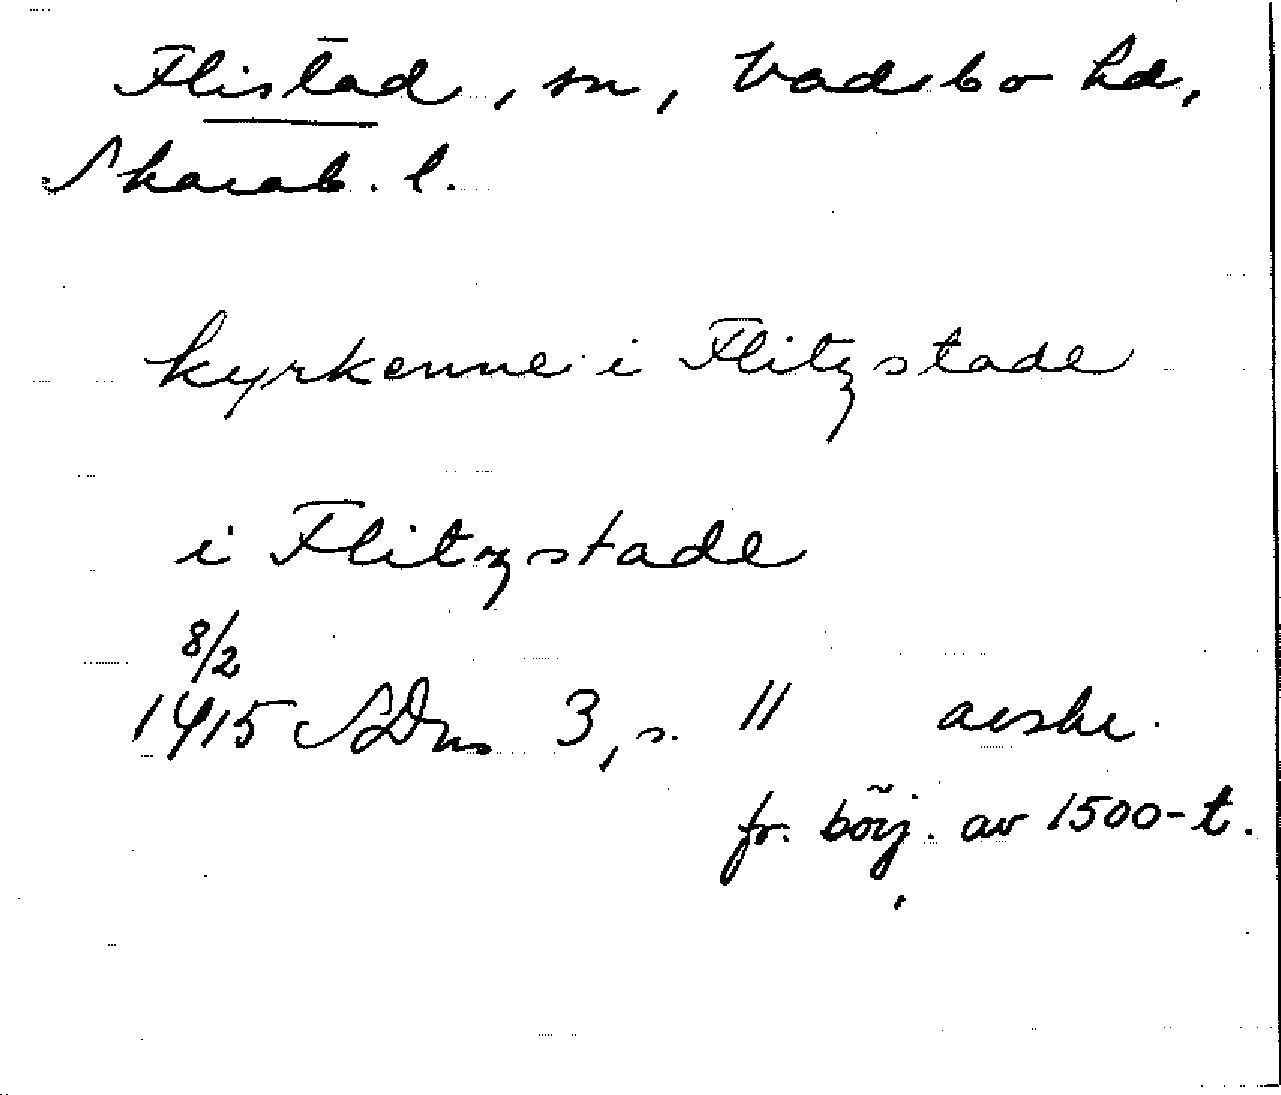 Flistad, sn, Vadsbo hd,
Skarab. l.
kyrkenne i Flitzstade
i Flitzstade
8/2
1415 SDns 3, s. 11 avskr.
fr. börj. av 1500-t.